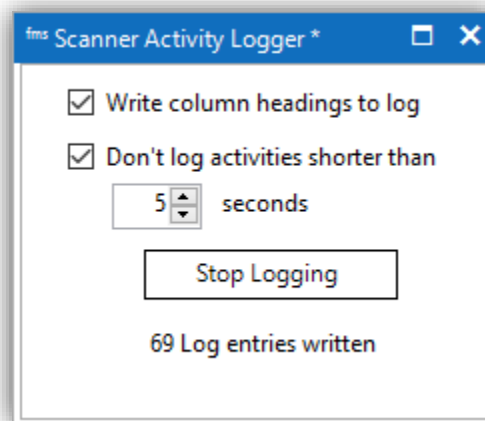 fms Scanner Activity Logger *
Write column headings to log
Don't log activities shorter than
5 seconds
Stop Logging
69 Log entries written